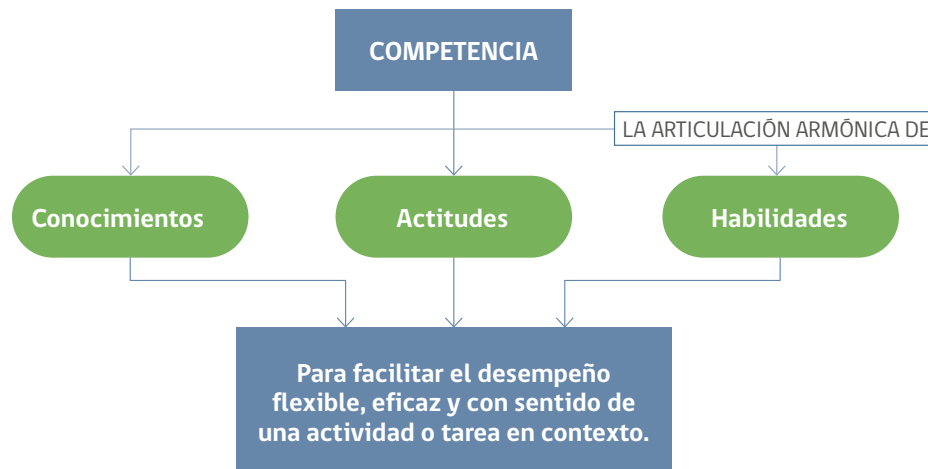 COMPETENCIA
LA ARTICULACIÓN ARMÓNICA DE
Conocimientos
Actitudes
Habilidades
Para facilitar el desempeño
flexible, eficaz y con sentido de
una actividad o tarea en contexto.